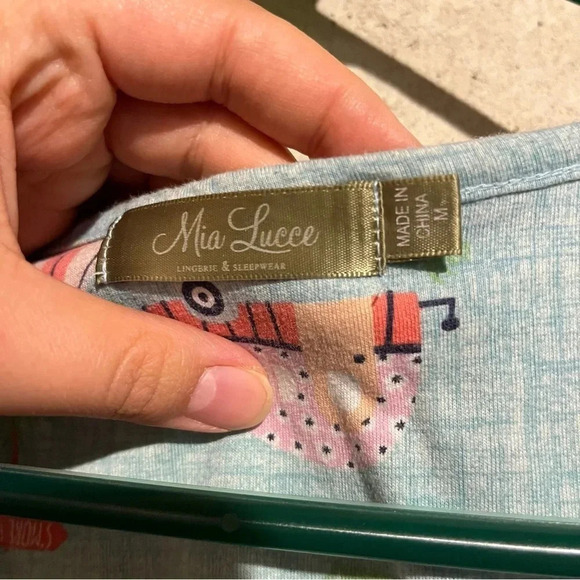 Mia Lucce
LINGERIE & SLEEPWEAR
MADE IN
CHINA
M